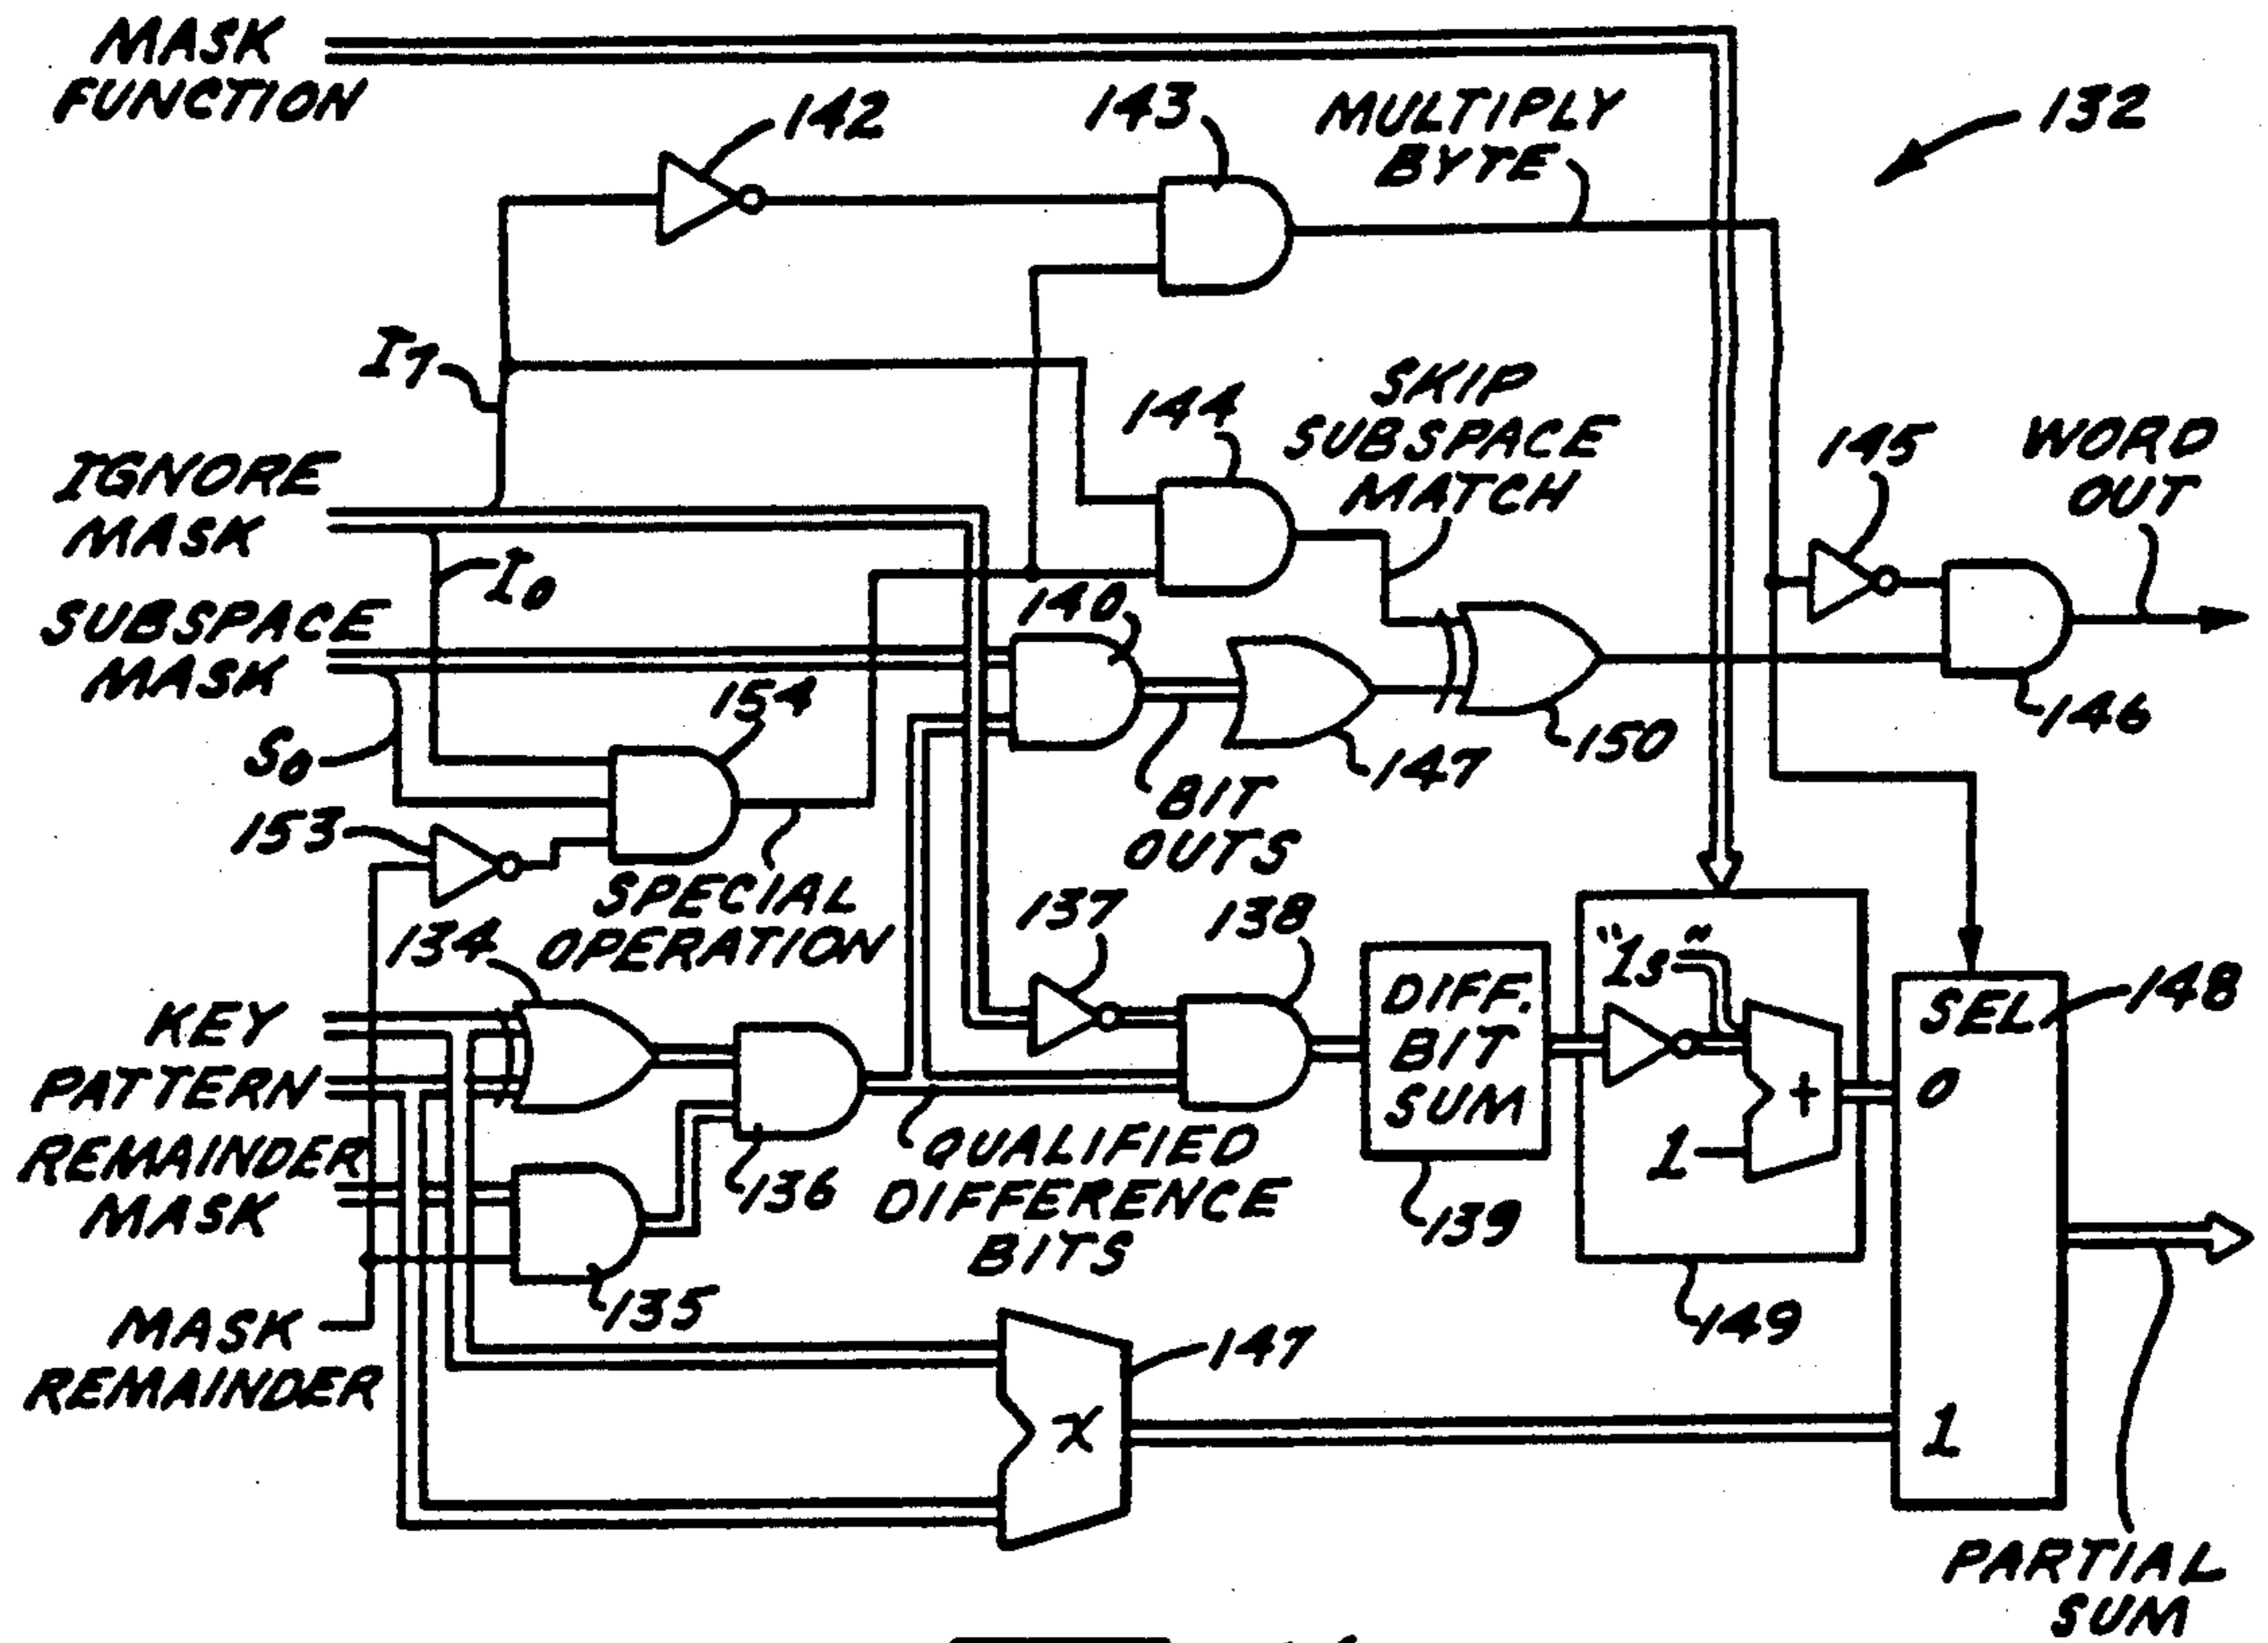 MASK
FUNCTION
142
143
MULTIPLY
BYTE
132
I7
144
SKIP
SUBSPACE
MATCH
145
WORD
OUT
IGNORE
MASK
I0
SUBSPACE
MASK
140
154
S0
153
147
150
146
BIT
OUTS
SPECIAL
OPERATION
134
137
138
"1s"
DIFF.
BIT
SUM
SEL.
148
KEY
PATTERN
0
+
1
REMAINDER
MASK
136
QUALIFIED
DIFFERENCE
BITS
139
135
149
MASK
REMAINDER
147
X
1
PARTIAL
SUM